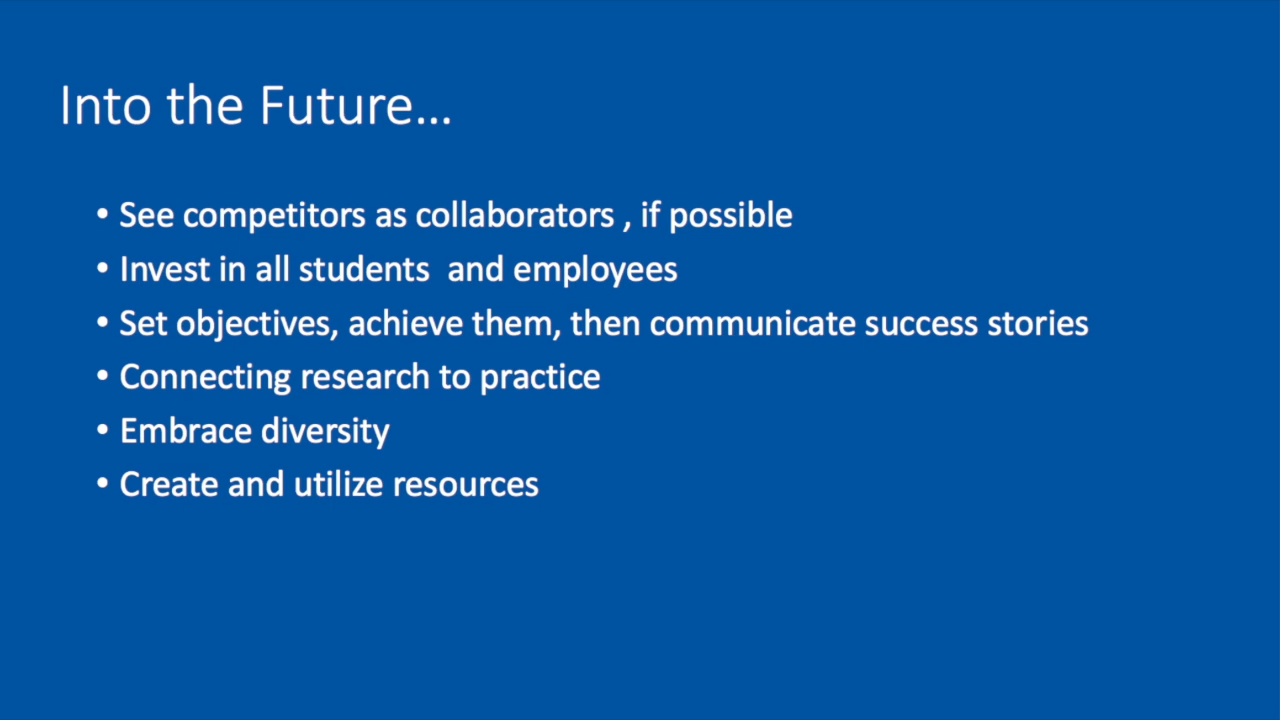 Into the Future...
• See competitors as collaborators , if possible
• Invest in all students  and employees
• Set objectives, achieve them, then communicate success stories
• Connecting research to practice
• Embrace diversity
• Create and utilize resources